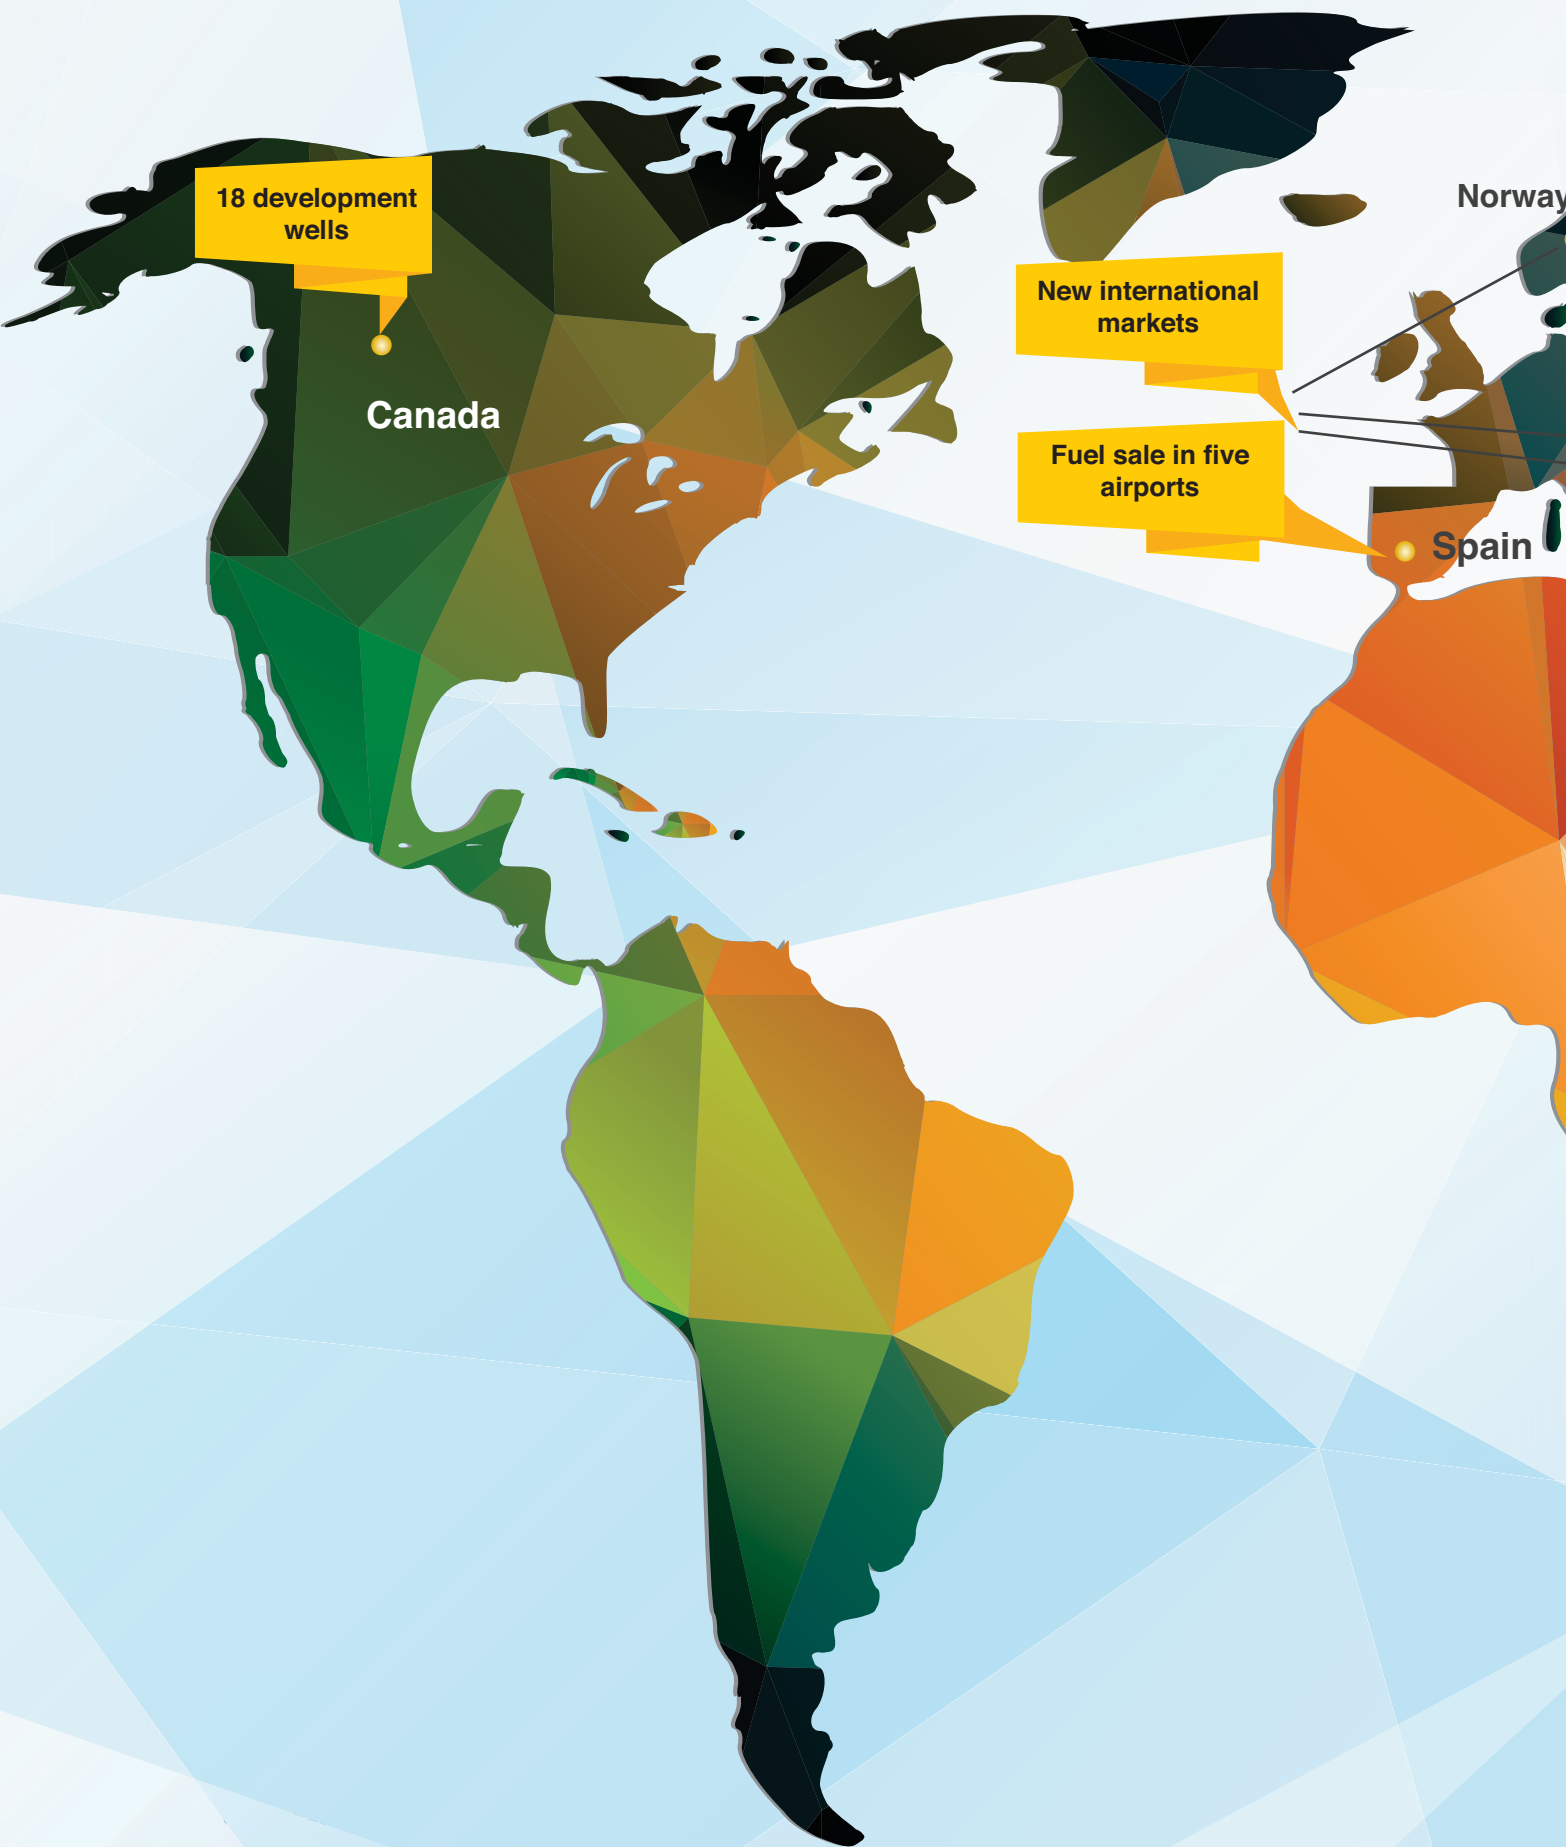 18 development
wells
Canada
Norway
New international
markets
Fuel sale in five
airports
Spain